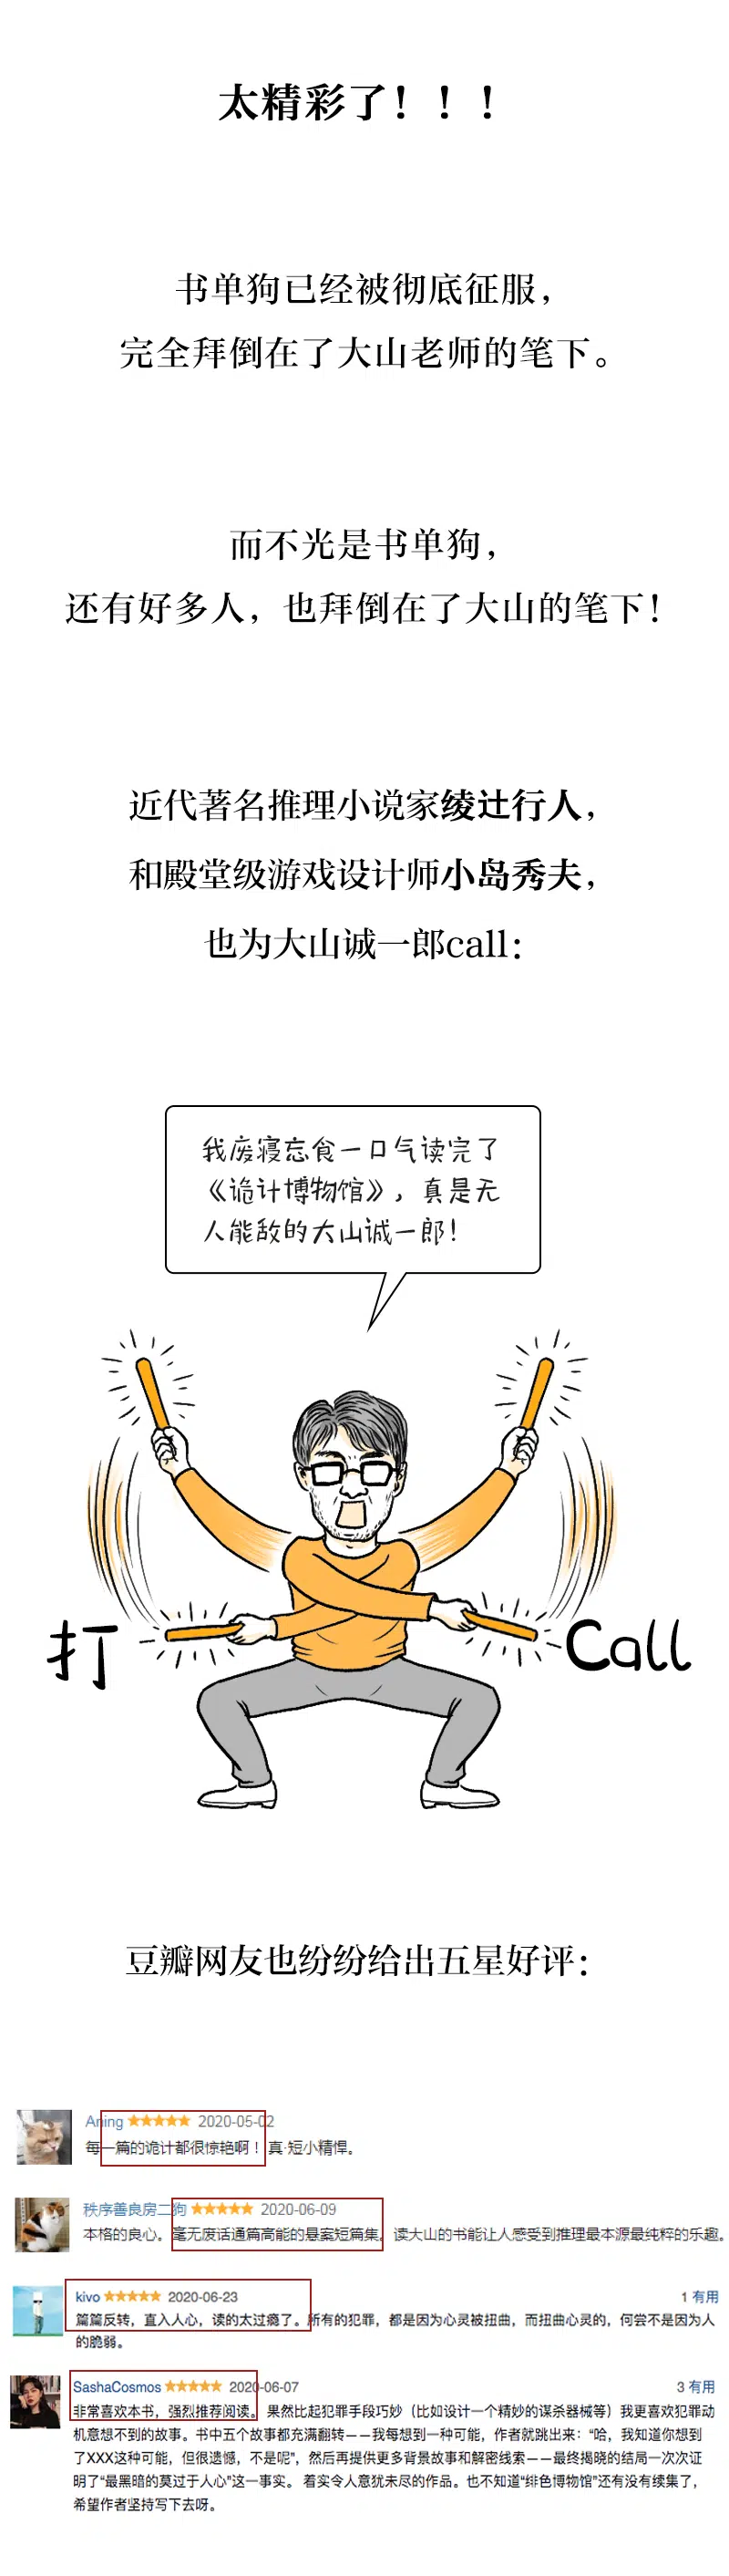 太精彩了！！！
书单狗已经被彻底征服，
完全拜倒在了大山老师的笔下。
而不光是书单狗，
还有好多人，也拜倒在了大山的笔下！
近代著名推理小说家绫辻行人，
和殿堂级游戏设计师小岛秀夫，
也为大山诚一郎call：
我废寝忘食一口气读完了
《诡计博物馆》，真是无
人能敌的大山诚一郎！
打 Call
豆瓣网友也纷纷给出五星好评：
Aning ★★★★★ 2020-05-02
每一篇的诡计都很惊艳啊！真·短小精悍。
秩序善良房二狗 ★★★★★ 2020-06-09
本格的良心。毫无废话通篇高能的悬案短篇集。读大山的书能让人感受到推理最本源最纯粹的乐趣。
kivo ★★★★★ 2020-06-23 1 有用
篇篇反转，直入人心，读的太过瘾了。所有的犯罪，都是因为心灵被扭曲，而扭曲心灵的，何尝不是因为人
的脆弱。
SashaCosmos ★★★★★ 2020-06-07 3 有用
非常喜欢本书，强烈推荐阅读。果然比起犯罪手段巧妙（比如设计一个精妙的谋杀器械等）我更喜欢犯罪动
机意想不到的故事。书中五个故事都充满翻转——我每想到一种可能，作者就跳出来：“哈，我知道你想到
了XXX这种可能，但很遗憾，不是呢”，然后再提供更多背景故事和解密线索——最终揭晓的结局一次次证
明了“最黑暗的莫过于人心”这一事实。 着实令人意犹未尽的作品。也不知道“绯色博物馆”还有没有续集了，
希望作者坚持写下去呀。